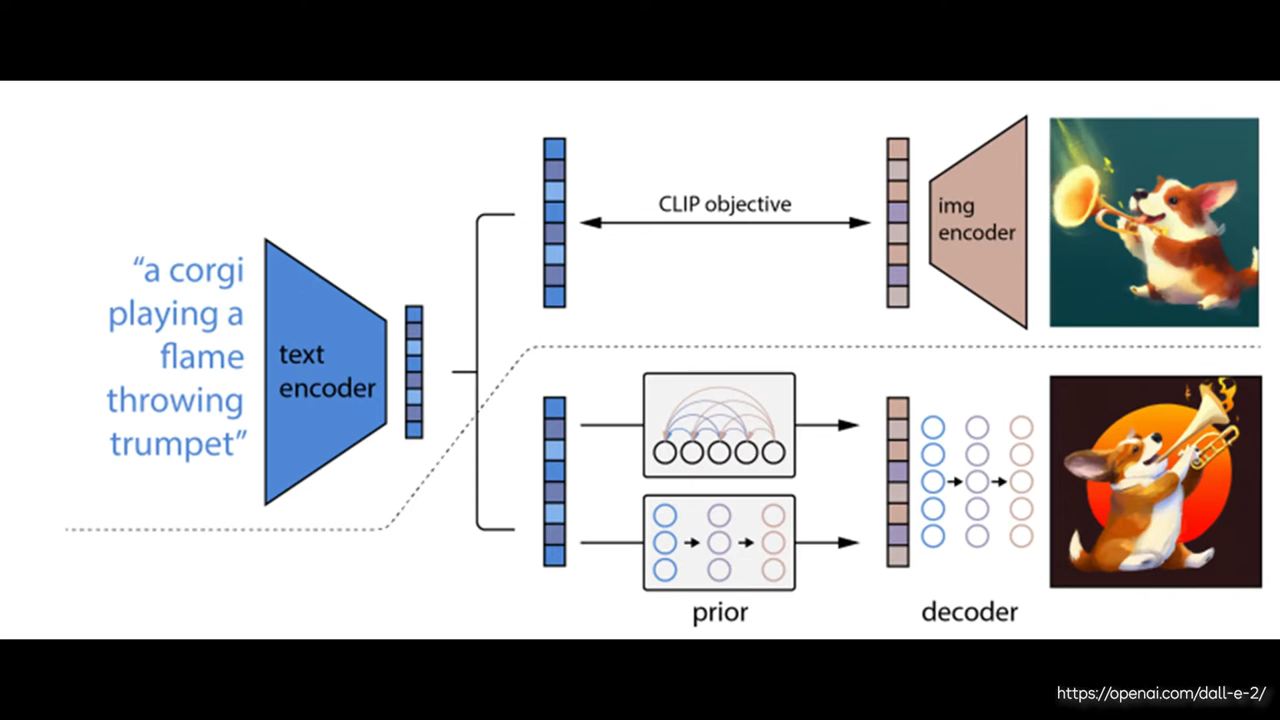 “a corgi
playing a
flame
throwing
trumpet”
text
encoder
CLIP objective
img
encoder
prior
decoder
https://openai.com/dall-e-2/